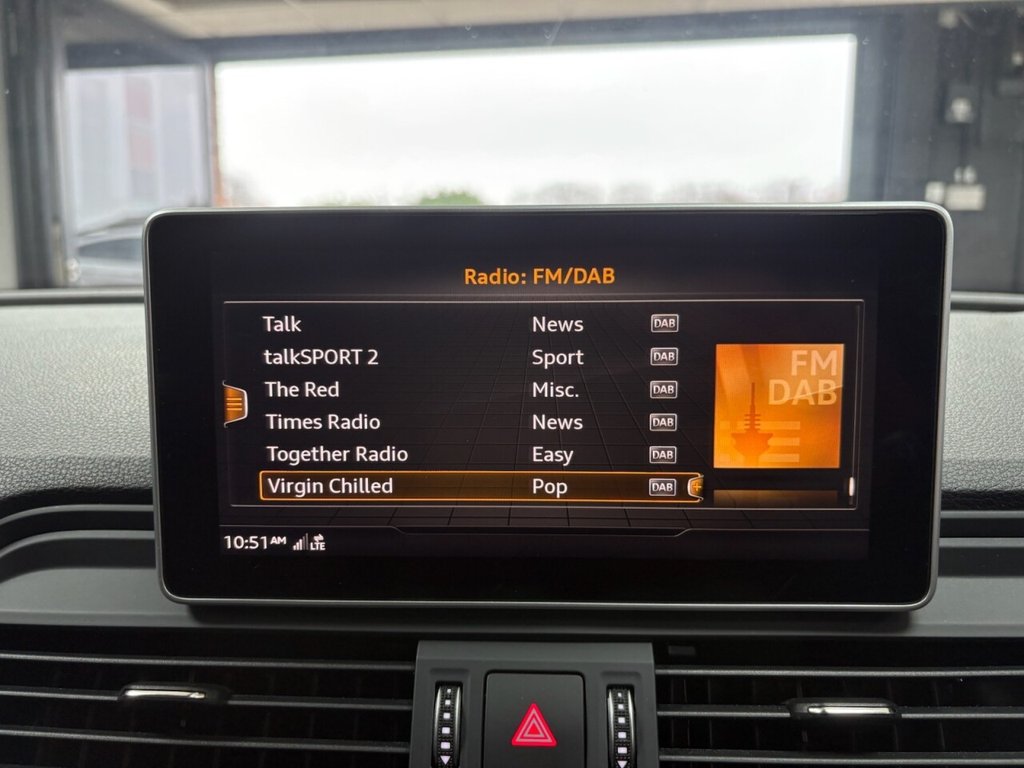 Radio: FM/DAB
Talk News DAB
talkSPORT 2 Sport DAB
The Red Misc. DAB
Times Radio News DAB
Together Radio Easy DAB
Virgin Chilled Pop DAB
FM
DAB
10:51AM LTE